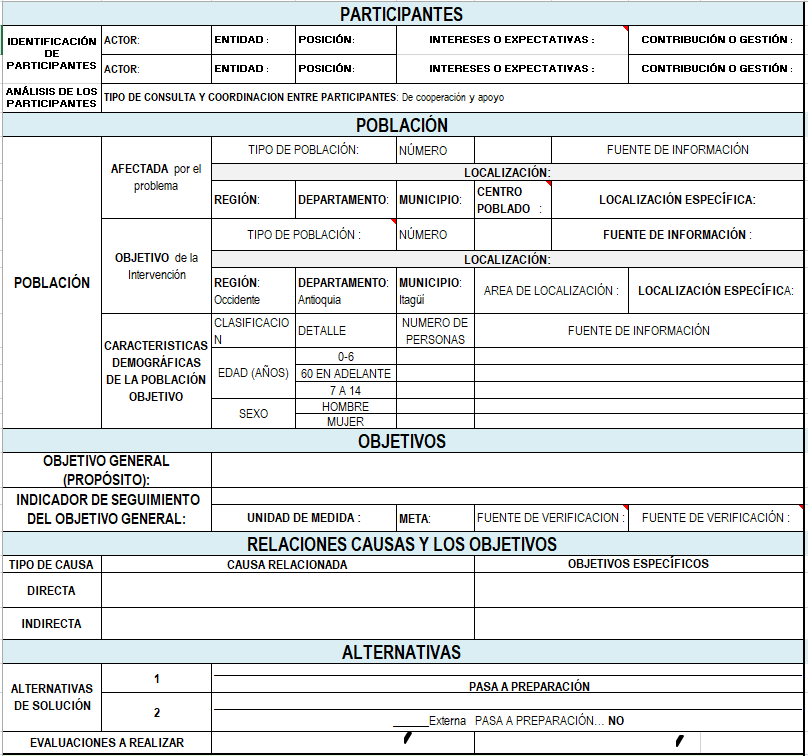 PARTICIPANTES
IDENTIFICACIÓN DE PARTICIPANTES
ACTOR: ENTIDAD : POSICIÓN: INTERESES O EXPECTATIVAS : CONTRIBUCIÓN O GESTIÓN :
ACTOR: ENTIDAD : POSICIÓN: INTERESES O EXPECTATIVAS : CONTRIBUCIÓN O GESTIÓN :
ANÁLISIS DE LOS PARTICIPANTES
TIPO DE CONSULTA Y COORDINACION ENTRE PARTICIPANTES: De cooperación y apoyo
POBLACIÓN
POBLACIÓN
AFECTADA por el problema
TIPO DE POBLACIÓN: NÚMERO FUENTE DE INFORMACIÓN
LOCALIZACIÓN:
REGIÓN: DEPARTAMENTO: MUNICIPIO: CENTRO POBLADO : LOCALIZACIÓN ESPECÍFICA:
OBJETIVO de la Intervención
TIPO DE POBLACIÓN : NÚMERO FUENTE DE INFORMACIÓN :
LOCALIZACIÓN:
REGIÓN: Occidente DEPARTAMENTO: Antioquia MUNICIPIO: Itagüí AREA DE LOCALIZACIÓN : LOCALIZACIÓN ESPECÍFICA:
CARACTERISTICAS DEMOGRÁFICAS DE LA POBLACIÓN OBJETIVO
CLASIFICACIO
N
DETALLE NUMERO DE PERSONAS FUENTE DE INFORMACIÓN
EDAD (AÑOS)
0-6
60 EN ADELANTE
7 A 14
SEXO
HOMBRE
MUJER
OBJETIVOS
OBJETIVO GENERAL (PROPÓSITO):
INDICADOR DE SEGUIMIENTO DEL OBJETIVO GENERAL:
UNIDAD DE MEDIDA : META: FUENTE DE VERIFICACION : FUENTE DE VERIFICACIÓN :
RELACIONES CAUSAS Y LOS OBJETIVOS
TIPO DE CAUSA CAUSA RELACIONADA OBJETIVOS ESPECÍFICOS
DIRECTA
INDIRECTA
ALTERNATIVAS
ALTERNATIVAS DE SOLUCIÓN
1
PASA A PREPARACIÓN
2
______Externa PASA A PREPARACIÓN... NO
EVALUACIONES A REALIZAR